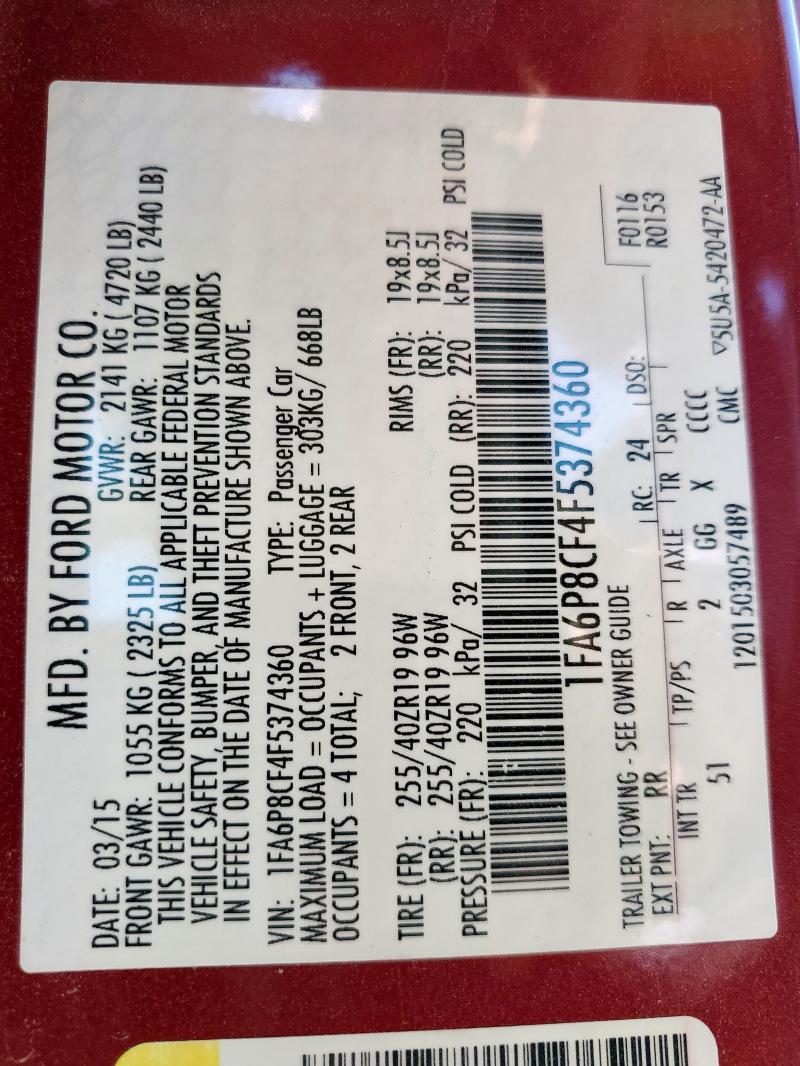 MFD. BY FORD MOTOR CO.
DATE: 03/15 GVWR: 2141 KG ( 4720 LB)
FRONT GAWR: 1055 KG ( 2325 LB) REAR GAWR: 1107 KG ( 2440 LB)
THIS VEHICLE CONFORMS TO ALL APPLICABLE FEDERAL MOTOR
VEHICLE SAFETY, BUMPER, AND THEFT PREVENTION STANDARDS
IN EFFECT ON THE DATE OF MANUFACTURE SHOWN ABOVE.
VIN: 1FA6P8CF4F5374360 TYPE: Passenger Car
MAXIMUM LOAD = OCCUPANTS + LUGGAGE = 303KG/ 668LB
OCCUPANTS = 4 TOTAL; 2 FRONT, 2 REAR
TIRE (FR): 255/40ZR19 96W RIMS (FR): 19x8.5J
(RR): 255/40ZR19 96W (RR): 19x8.5J
PRESSURE (FR): 220 kPa/ 32 PSI COLD (RR): 220 kPa/ 32 PSI COLD
1FA6P8CF4F5374360
TRAILER TOWING - SEE OWNER GUIDE F0116
EXT PNT: RR RC: 24 DSO: R0153
INT TR TP/PS R AXLE TR SPR
51 2 GG X CCCC
1201503057489 CMC ▽5U5A-5420472-AA